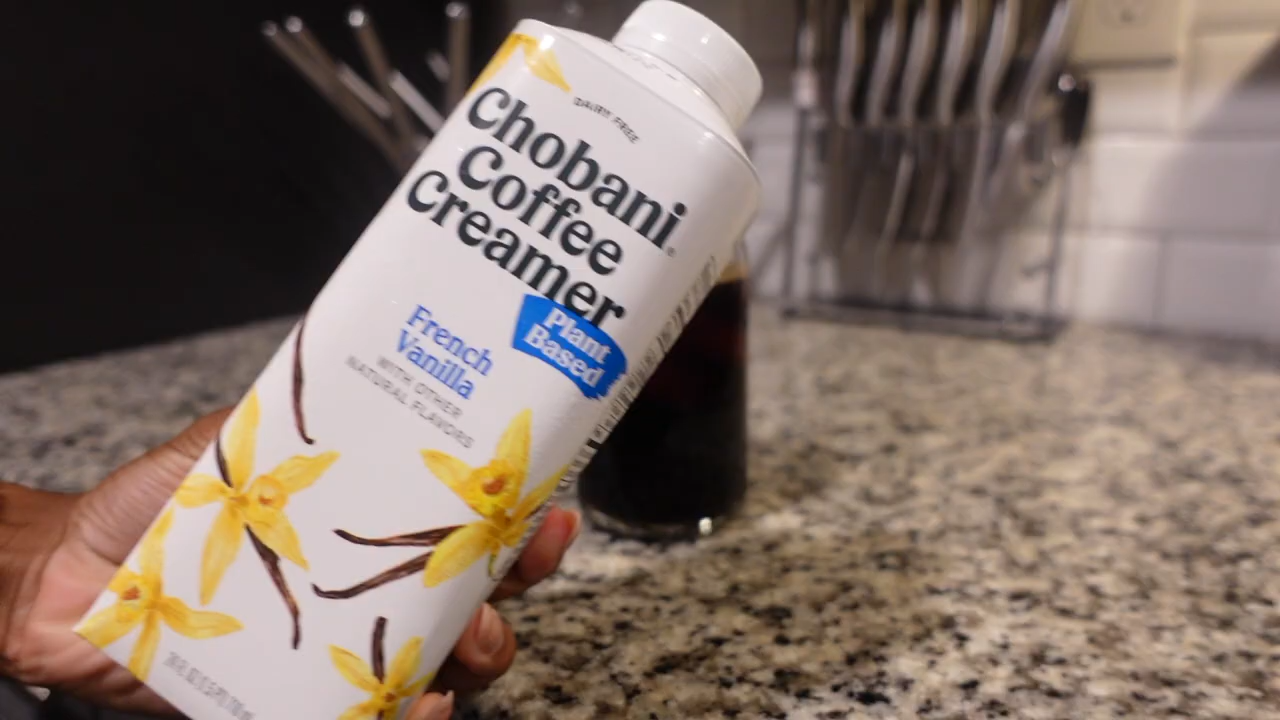 DAIRY FREE
Chobani®
Coffee
Creamer
Plant
Based
French
Vanilla
WITH OTHER
NATURAL FLAVORS